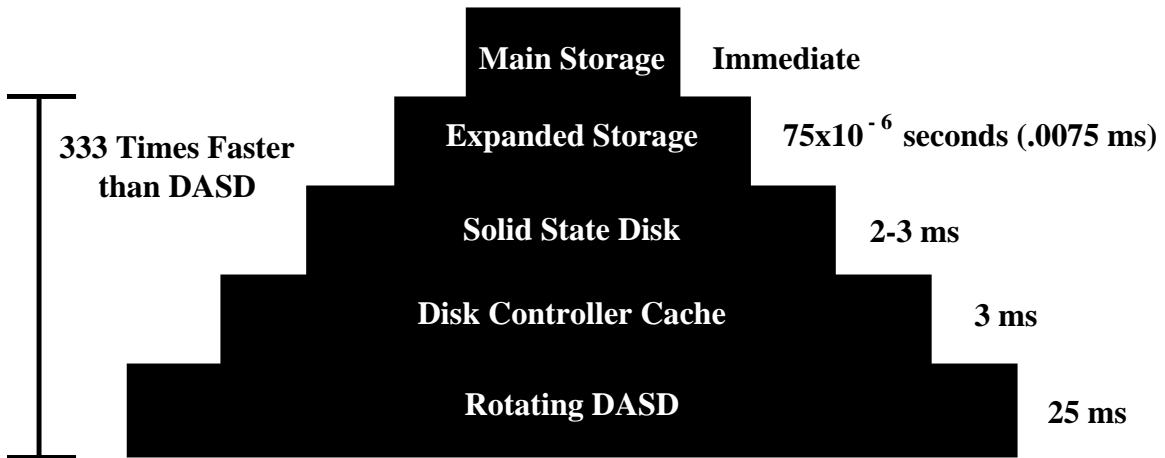 Main Storage Immediate
333 Times Faster
than DASD
Expanded Storage 75x10⁻⁶ seconds (.0075 ms)
Solid State Disk 2-3 ms
Disk Controller Cache 3 ms
Rotating DASD 25 ms